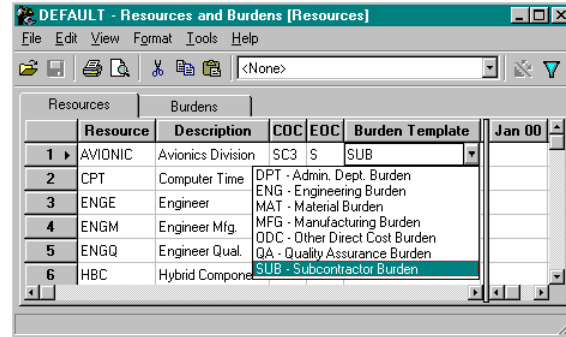 DEFAULT - Resources and Burdens [Resources]
File Edit View Format Tools Help
<None>
Resources Burdens
Resource Description COC EOC Burden Template Jan 00
1 AVIONIC Avionics Division SC3 S SUB
2 CPT Computer Time
3 ENGE Engineer
4 ENGM Engineer Mfg.
5 ENGQ Engineer Qual.
6 HBC Hybrid Compone
DPT - Admin. Dept. Burden
ENG - Engineering Burden
MAT - Material Burden
MFG - Manufacturing Burden
ODC - Other Direct Cost Burden
QA - Quality Assurance Burden
SUB - Subcontractor Burden